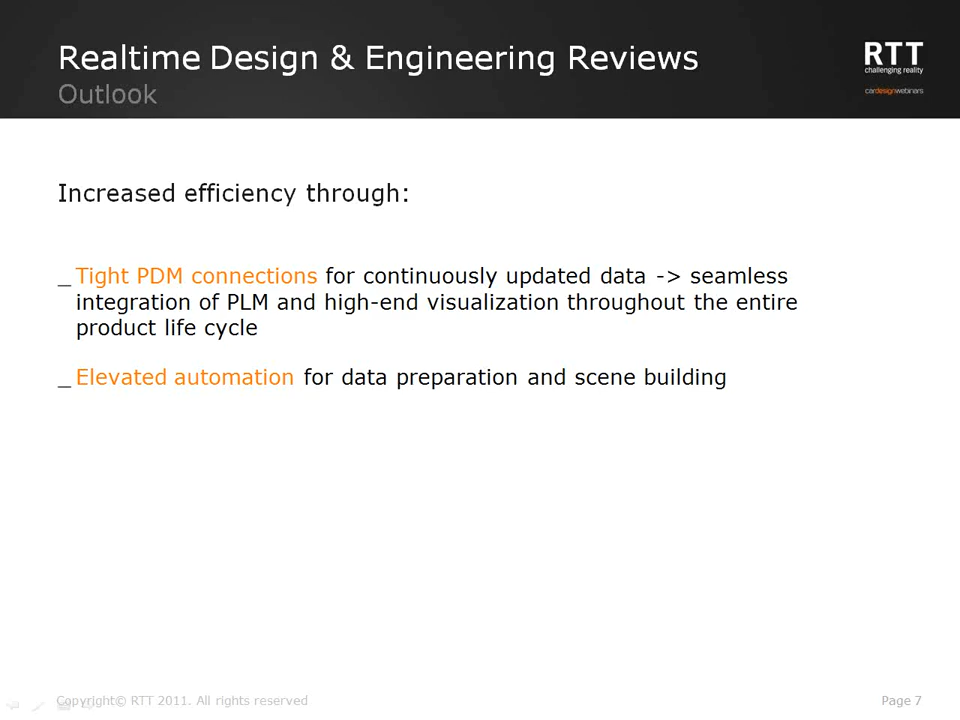 Realtime Design & Engineering Reviews
Outlook
RTT
challenging reality
cardesignwebinars
Increased efficiency through:
_ Tight PDM connections for continuously updated data -> seamless
integration of PLM and high-end visualization throughout the entire
product life cycle
_ Elevated automation for data preparation and scene building
Copyright© RTT 2011. All rights reserved
Page 7